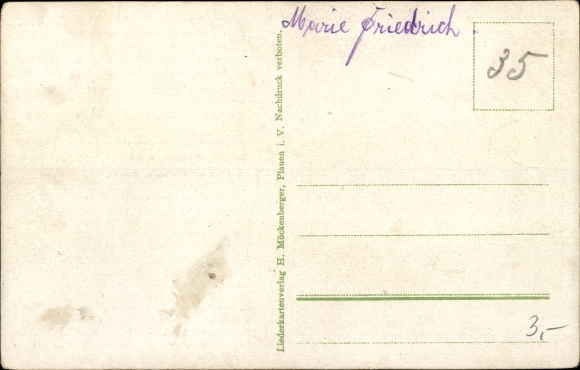 Marie Friedrich.
35
Liederkartenverlag H. Mückenberger, Plauen i. V. Nachdruck verboten.
3,-